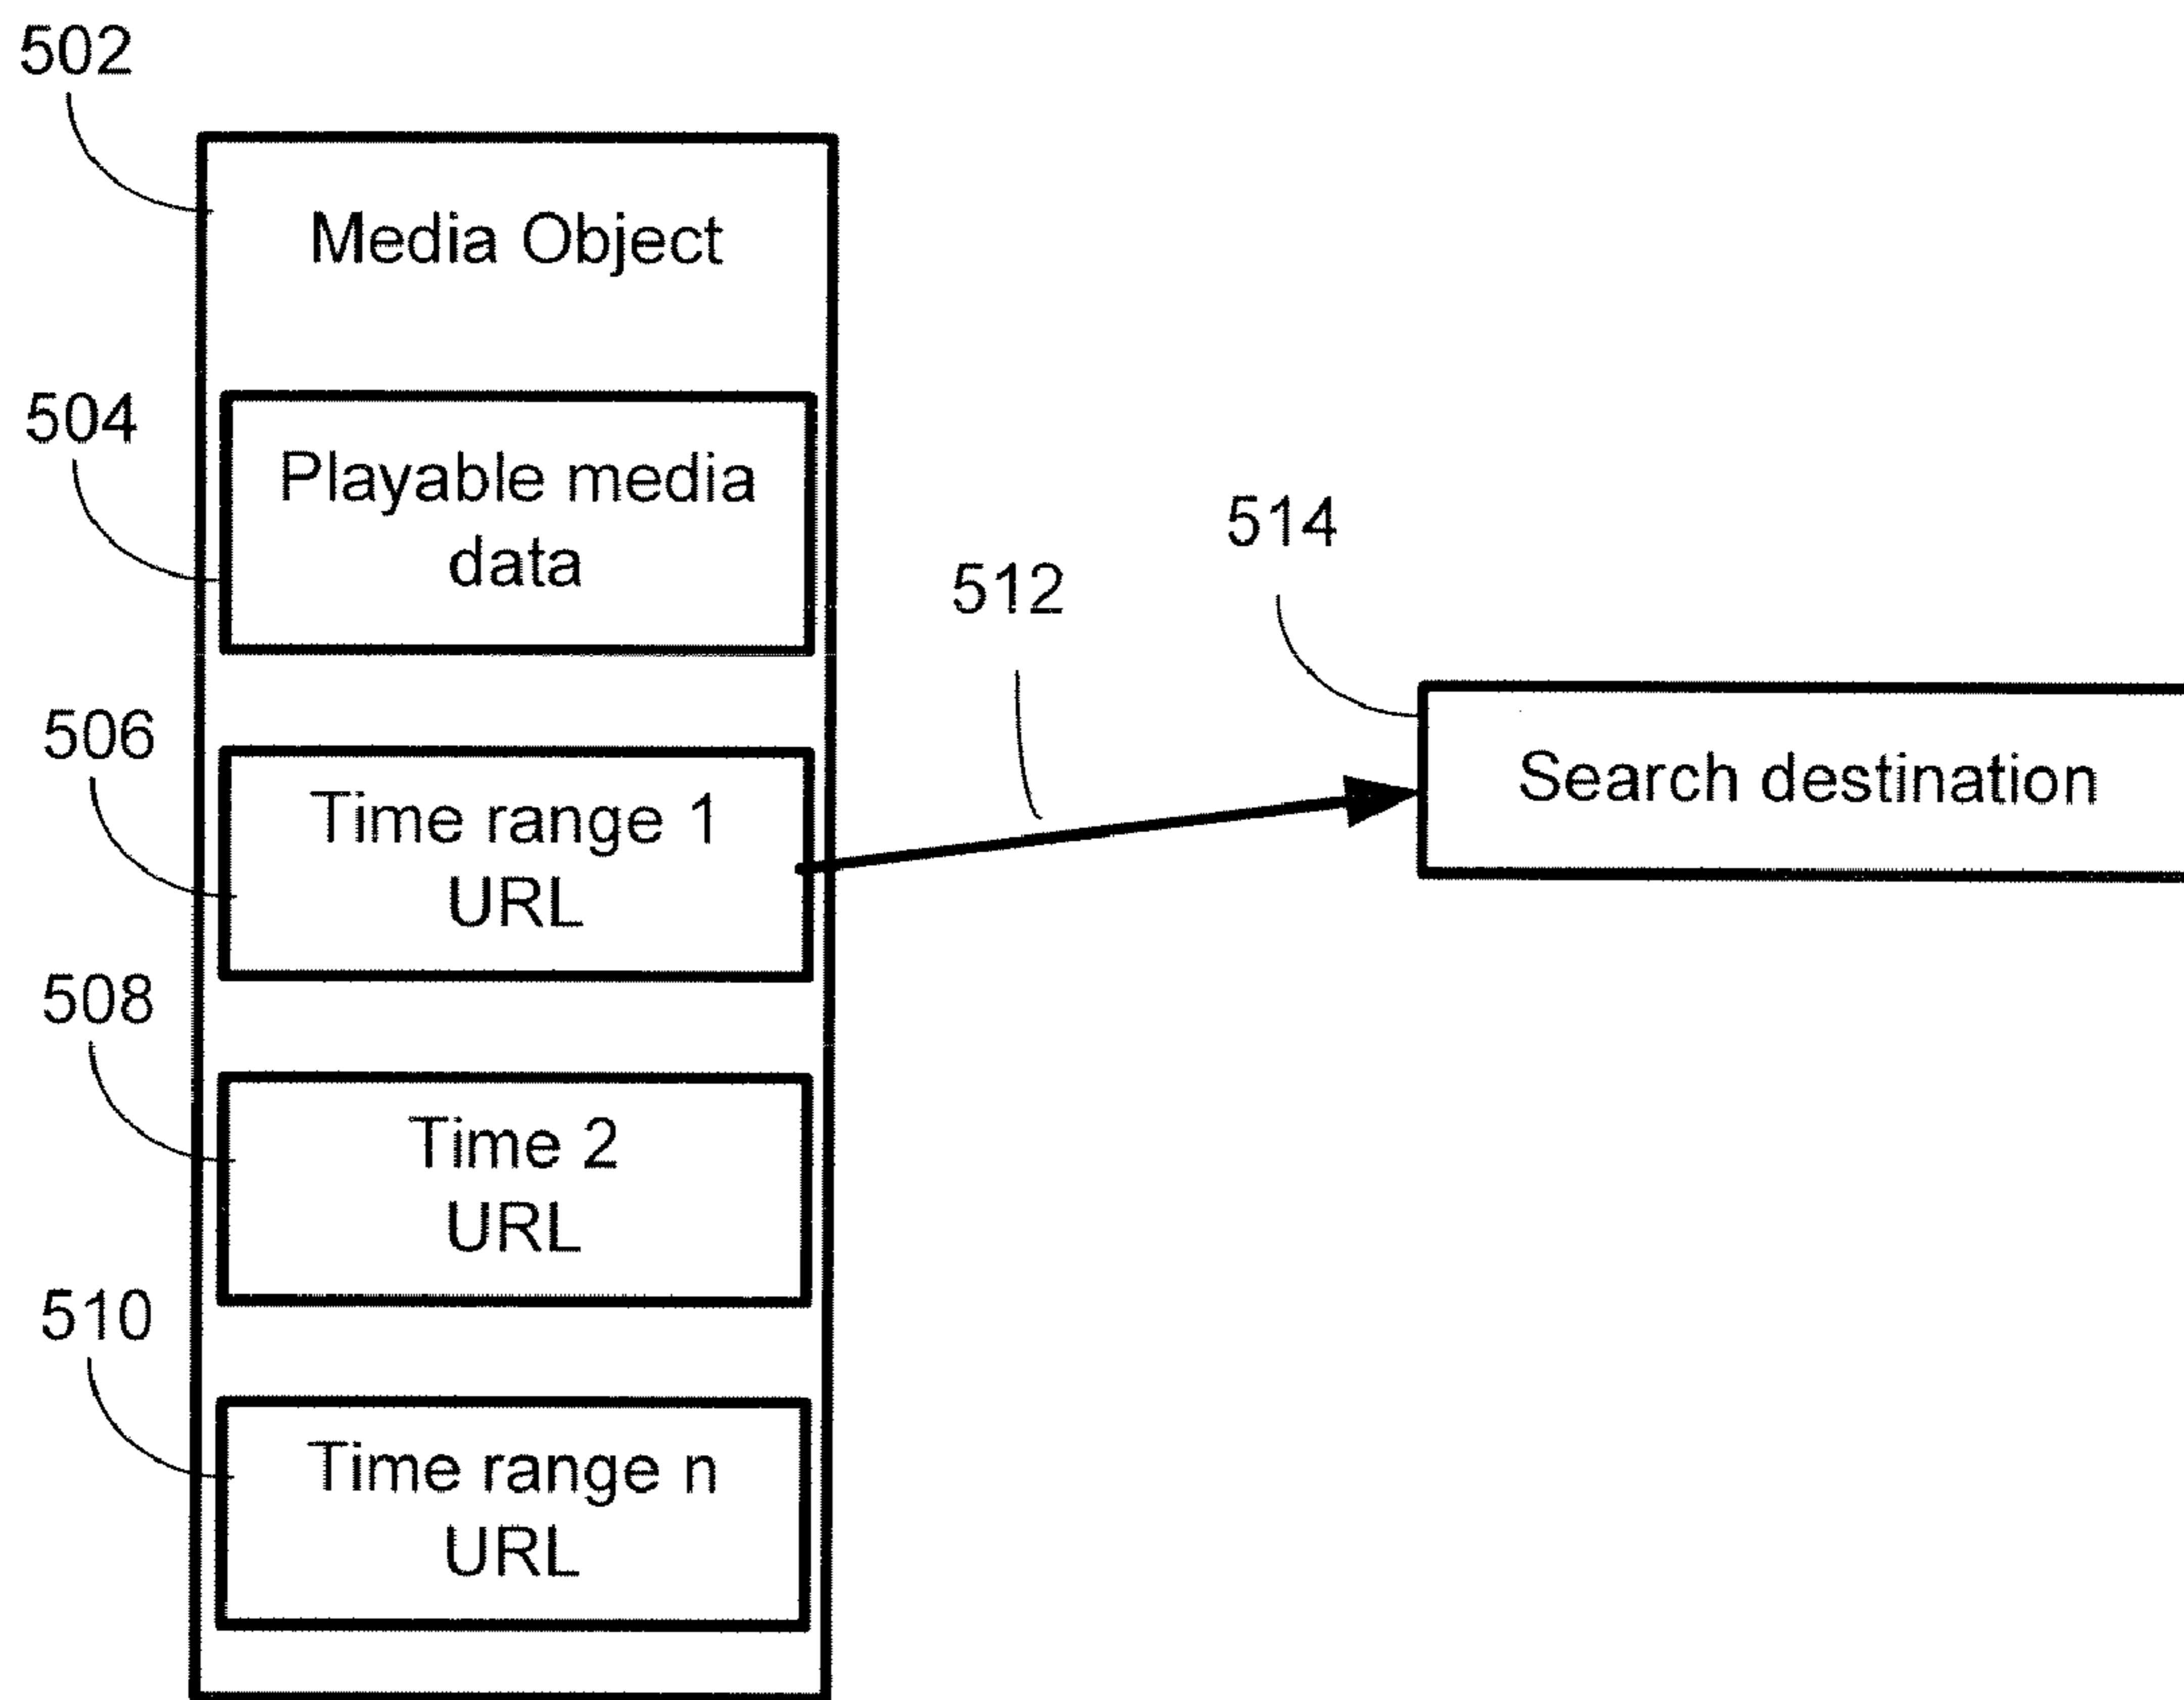 502
Media Object
504
Playable media
data
514
512
506
Time range 1
URL
Search destination
508
Time 2
URL
510
Time range n
URL